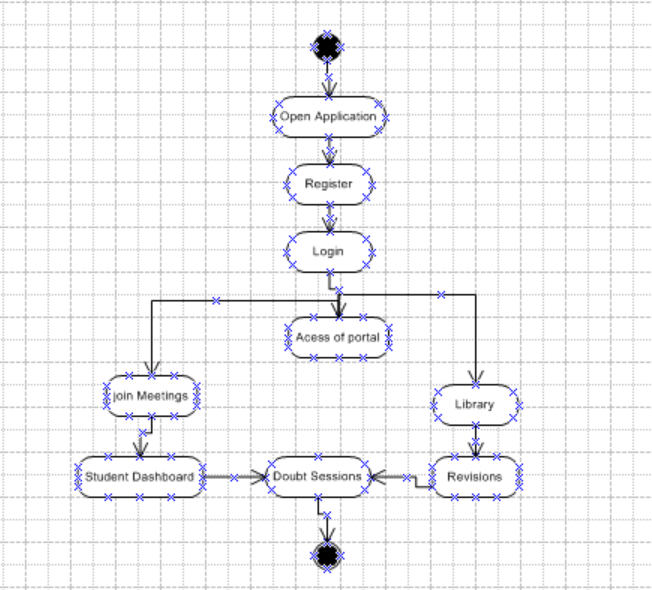 Open Application
Register
Login
Acess of portal
join Meetings
Library
Student Dashboard
Doubt Sessions
Revisions